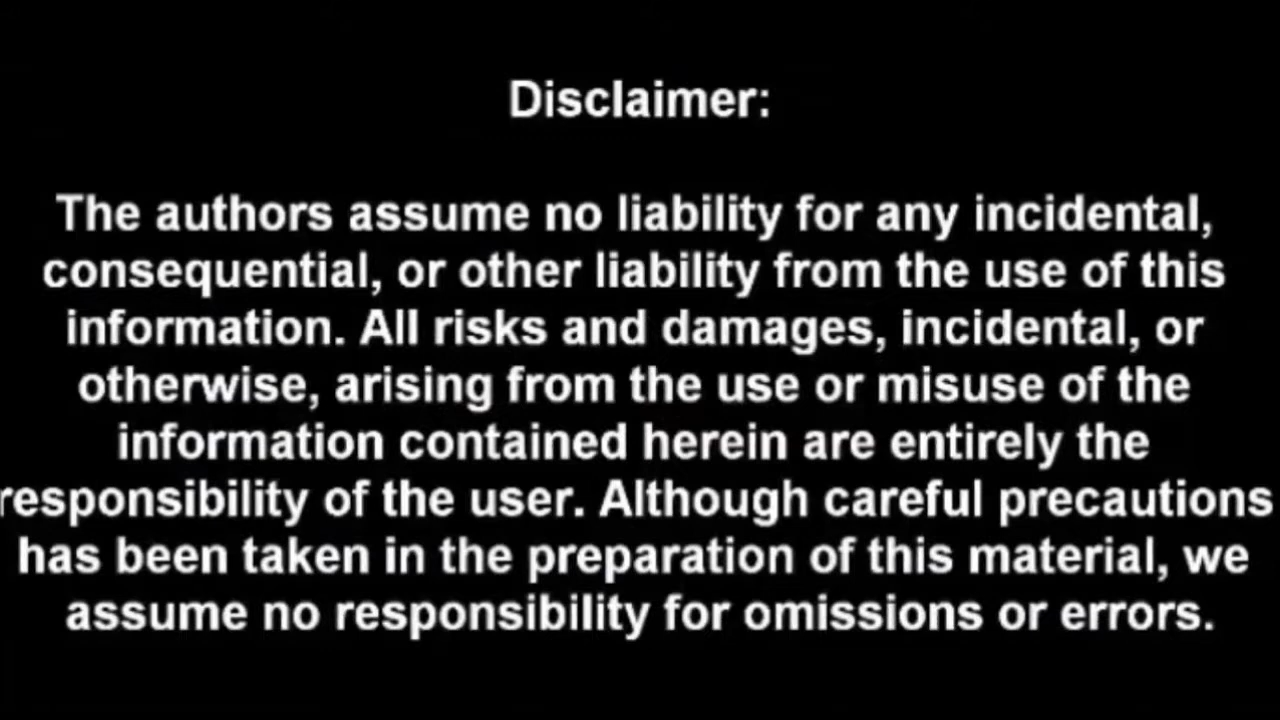 Disclaimer:
The authors assume no liability for any incidental,
consequential, or other liability from the use of this
information. All risks and damages, incidental, or
otherwise, arising from the use or misuse of the
information contained herein are entirely the
responsibility of the user. Although careful precautions
has been taken in the preparation of this material, we
assume no responsibility for omissions or errors.